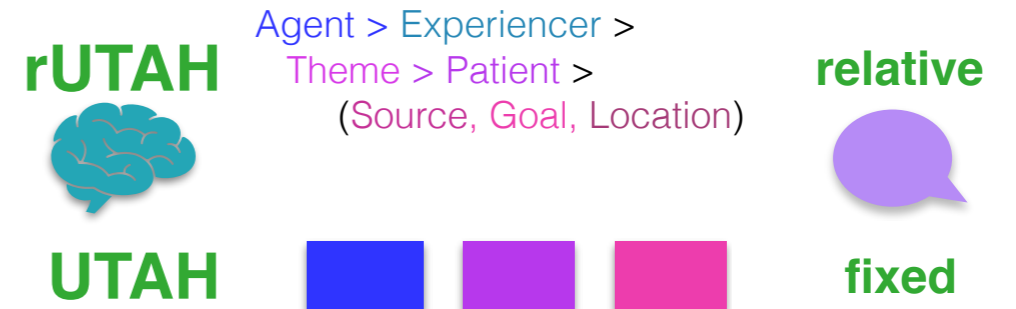 Agent > Experiencer >
rUTAH
Theme > Patient >
relative
(Source, Goal, Location)
UTAH
fixed